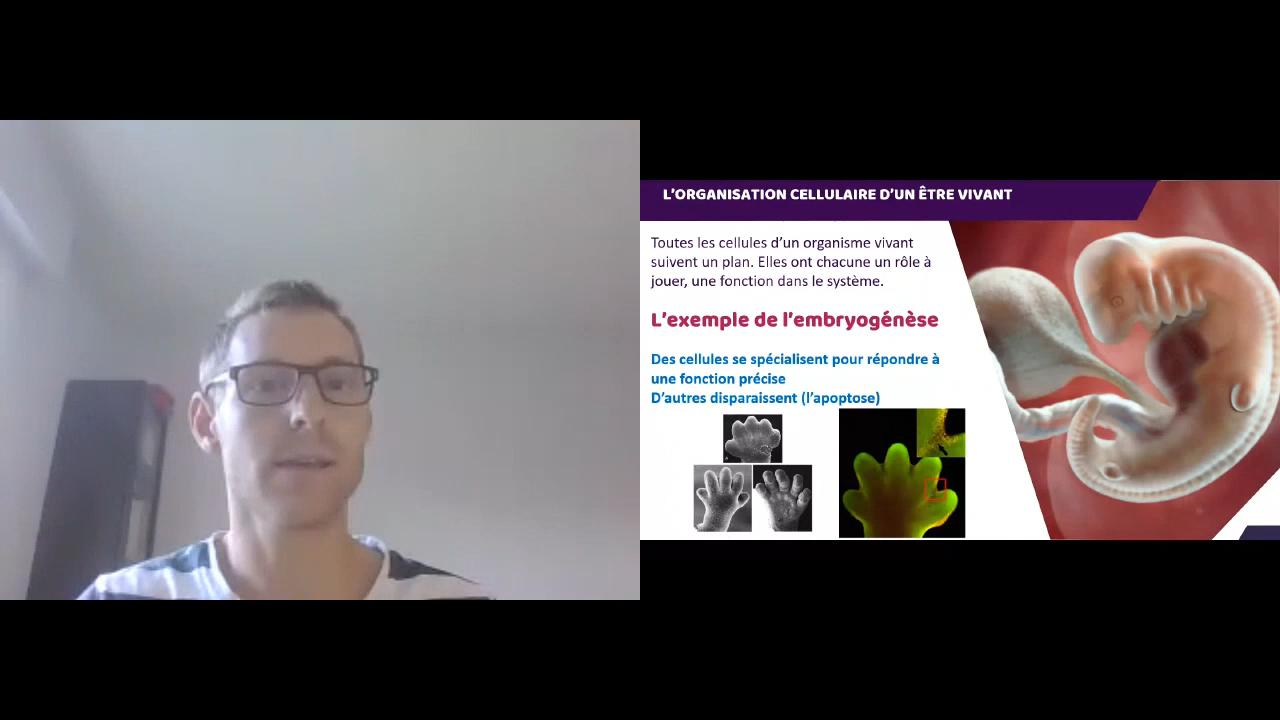 L'ORGANISATION CELLULAIRE D'UN ÊTRE VIVANT
Toutes les cellules d'un organisme vivant
suivent un plan. Elles ont chacune un rôle à
jouer, une fonction dans le système.
L'exemple de l'embryogénèse
Des cellules se spécialisent pour répondre à
une fonction précise
D'autres disparaissent (l'apoptose)